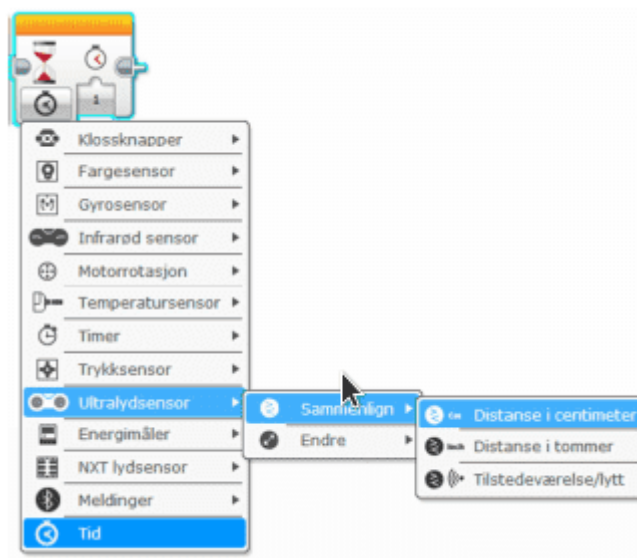 1
Klossknapper
Fargesensor
Gyrosensor
Infrarød sensor
Motorrotasjon
Temperatursensor
Timer
Trykksensor
Ultralydsensor
Energimåler
NXT lydsensor
Meldinger
Tid
Sammenlign
Endre
Distanse i centimeter
Distanse i tommer
Tilstedeværelse/lytt